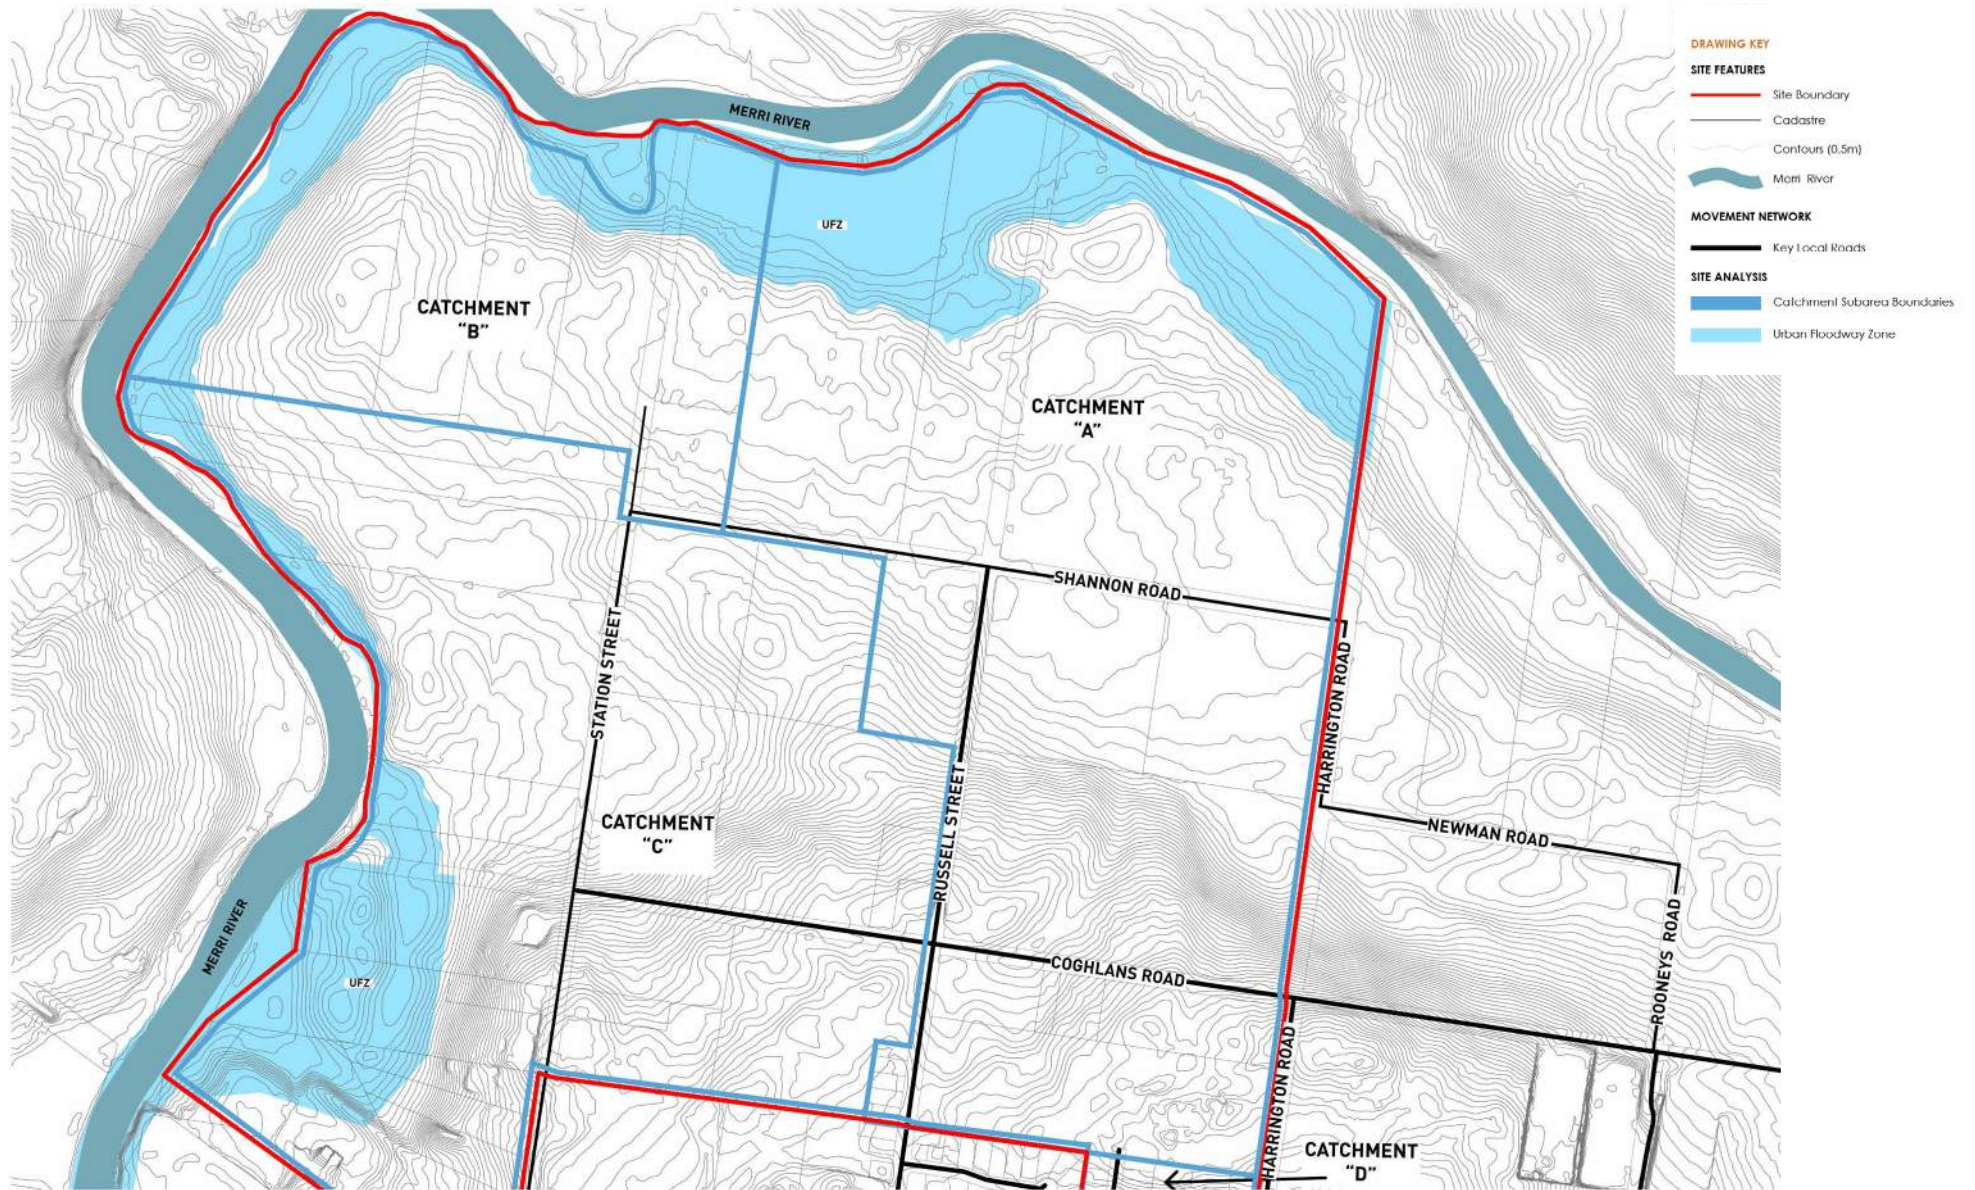 DRAWING KEY
SITE FEATURES
Site Boundary
Cadastre
Contours (0.5m)
Merri River
MOVEMENT NETWORK
Key Local Roads
SITE ANALYSIS
Catchment Subarea Boundaries
Urban Floodway Zone
MERRI RIVER
UFZ
CATCHMENT
"B"
CATCHMENT
"A"
SHANNON ROAD
STATION STREET
HARRINGTON ROAD
RUSSELL STREET
CATCHMENT
"C"
NEWMAN ROAD
MERRI RIVER
ROONEYS ROAD
COGHLANS ROAD
UFZ
HARRINGTON ROAD
CATCHMENT
"D"